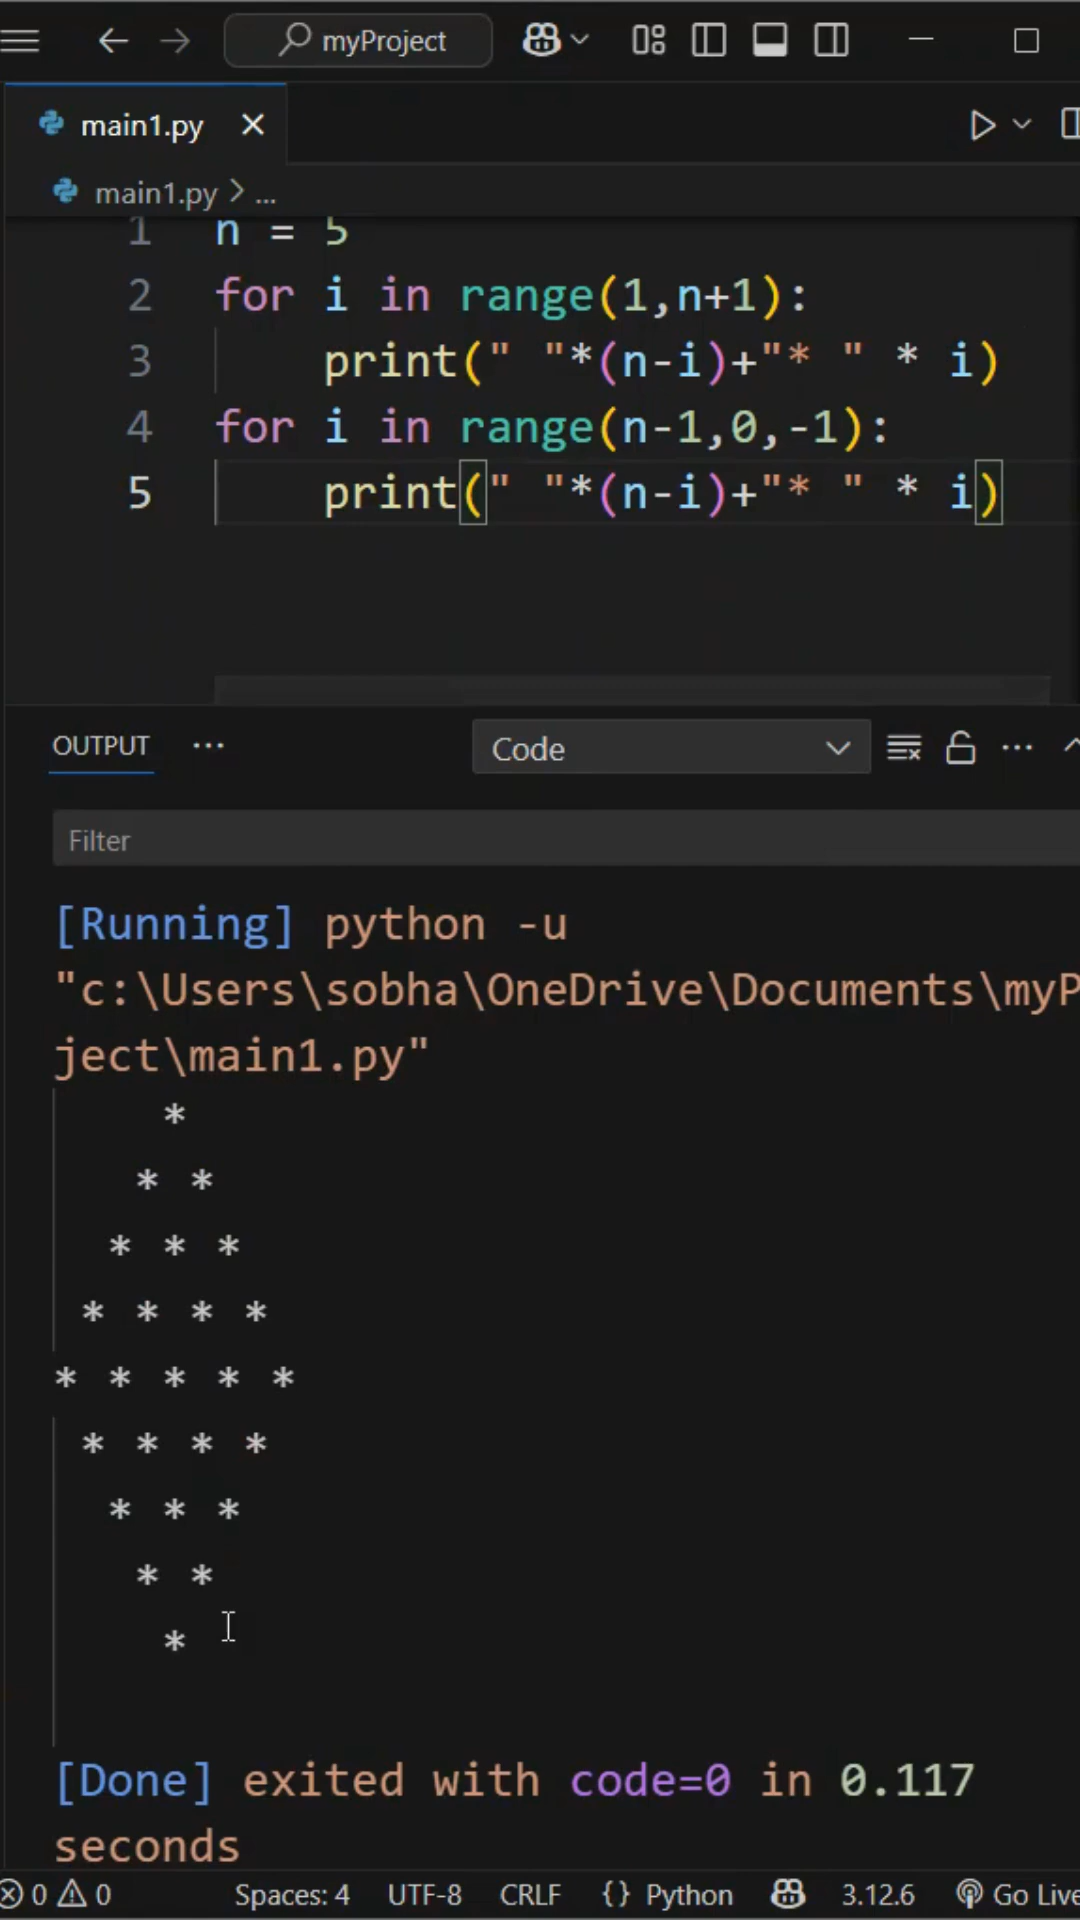 myProject
main1.py
main1.py > ...
1 n = 5
2 for i in range(1,n+1):
3     print(" "*(n-i)+"* " * i)
4 for i in range(n-1,0,-1):
5     print(" "*(n-i)+"* " * i)
OUTPUT ... Code ...
Filter
[Running] python -u
"c:\Users\sobha\OneDrive\Documents\myP
ject\main1.py"
    *
   * *
  * * *
 * * * *
* * * * *
 * * * *
  * * *
   * *
    *
[Done] exited with code=0 in 0.117
seconds
0 0 Spaces: 4 UTF-8 CRLF {} Python 3.12.6 Go Live